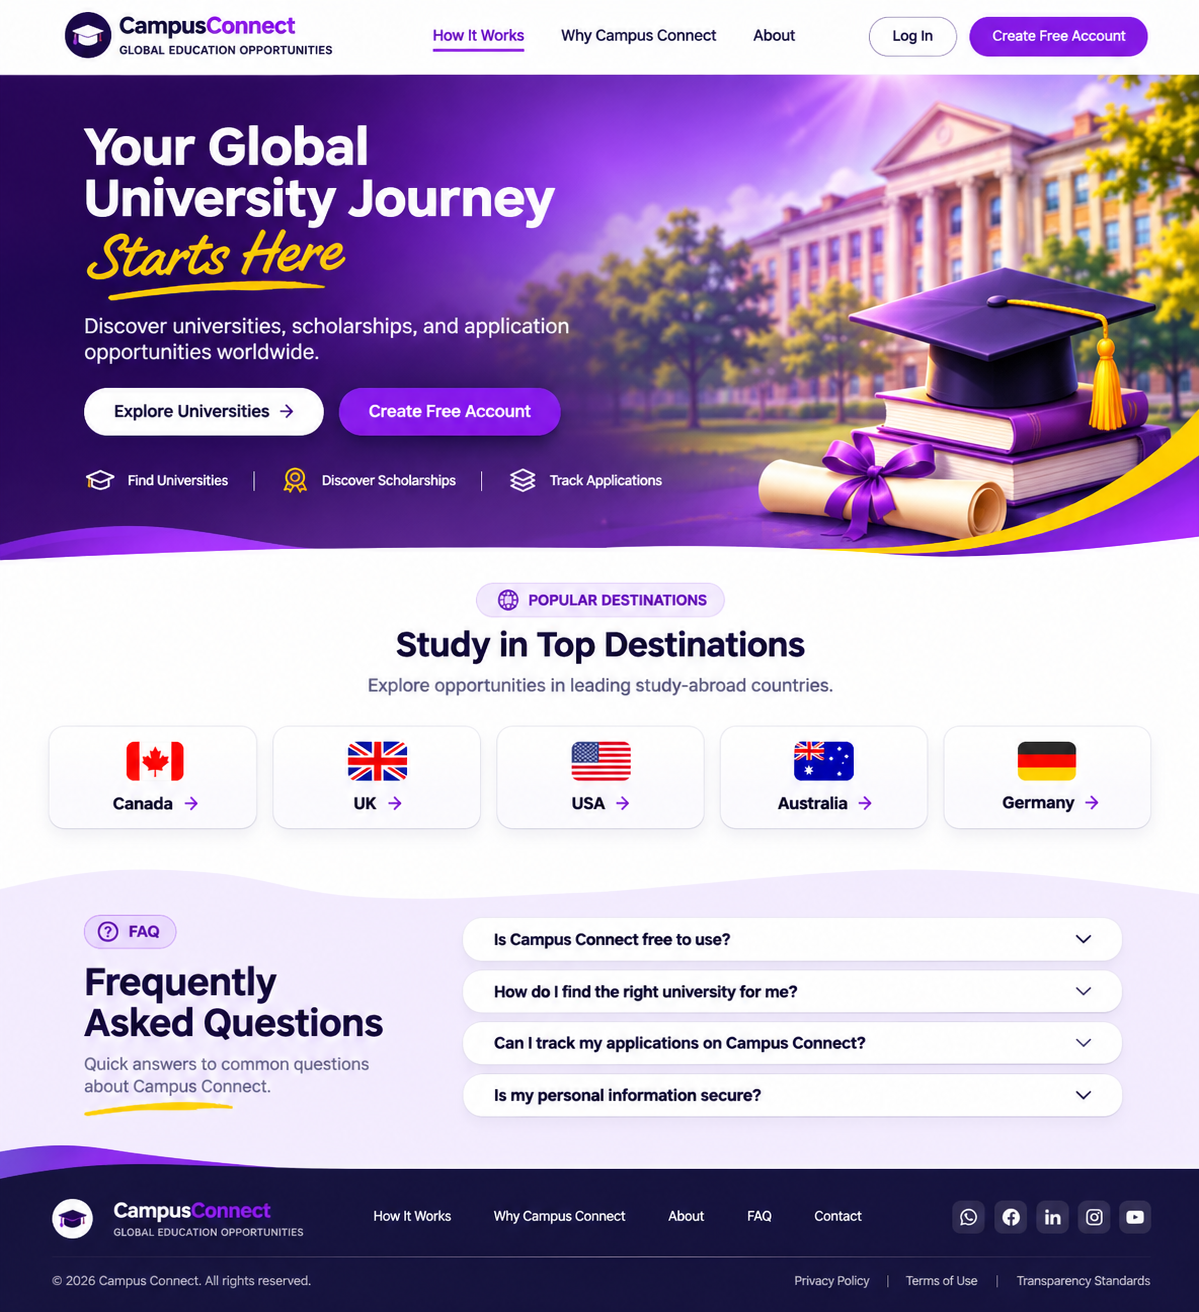 CampusConnect
GLOBAL EDUCATION OPPORTUNITIES
How It Works
Why Campus Connect
About
Log In
Create Free Account
Your Global
University Journey
Starts Here
Discover universities, scholarships, and application
opportunities worldwide.
Explore Universities →
Create Free Account
Find Universities
Discover Scholarships
Track Applications
POPULAR DESTINATIONS
Study in Top Destinations
Explore opportunities in leading study-abroad countries.
Canada →
UK →
USA →
Australia →
Germany →
FAQ
Frequently
Asked Questions
Quick answers to common questions
about Campus Connect.
Is Campus Connect free to use?
How do I find the right university for me?
Can I track my applications on Campus Connect?
Is my personal information secure?
CampusConnect
GLOBAL EDUCATION OPPORTUNITIES
How It Works
Why Campus Connect
About
FAQ
Contact
© 2026 Campus Connect. All rights reserved.
Privacy Policy | Terms of Use | Transparency Standards